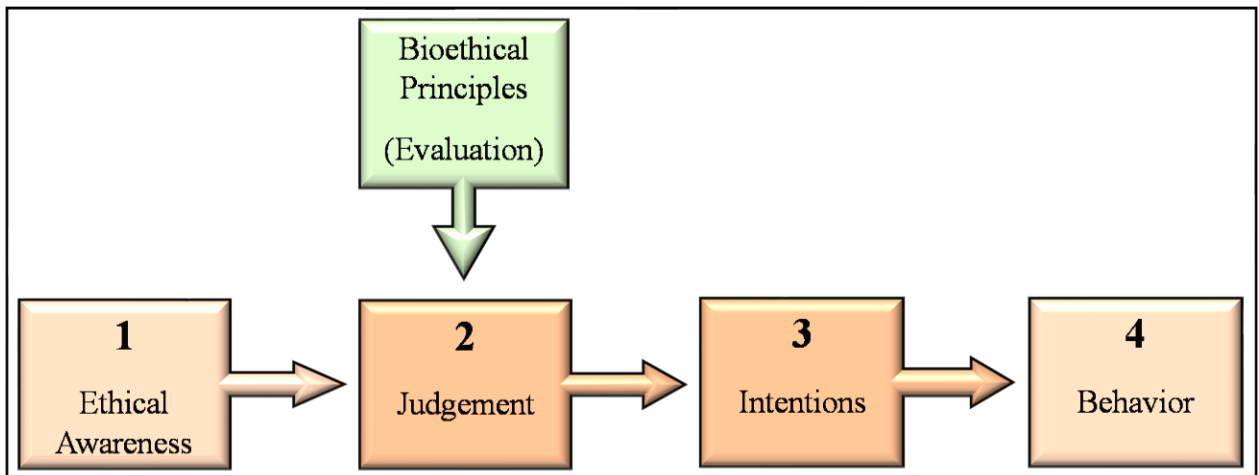 Bioethical
Principles
(Evaluation)
1
Ethical
Awareness
2
Judgement
3
Intentions
4
Behavior